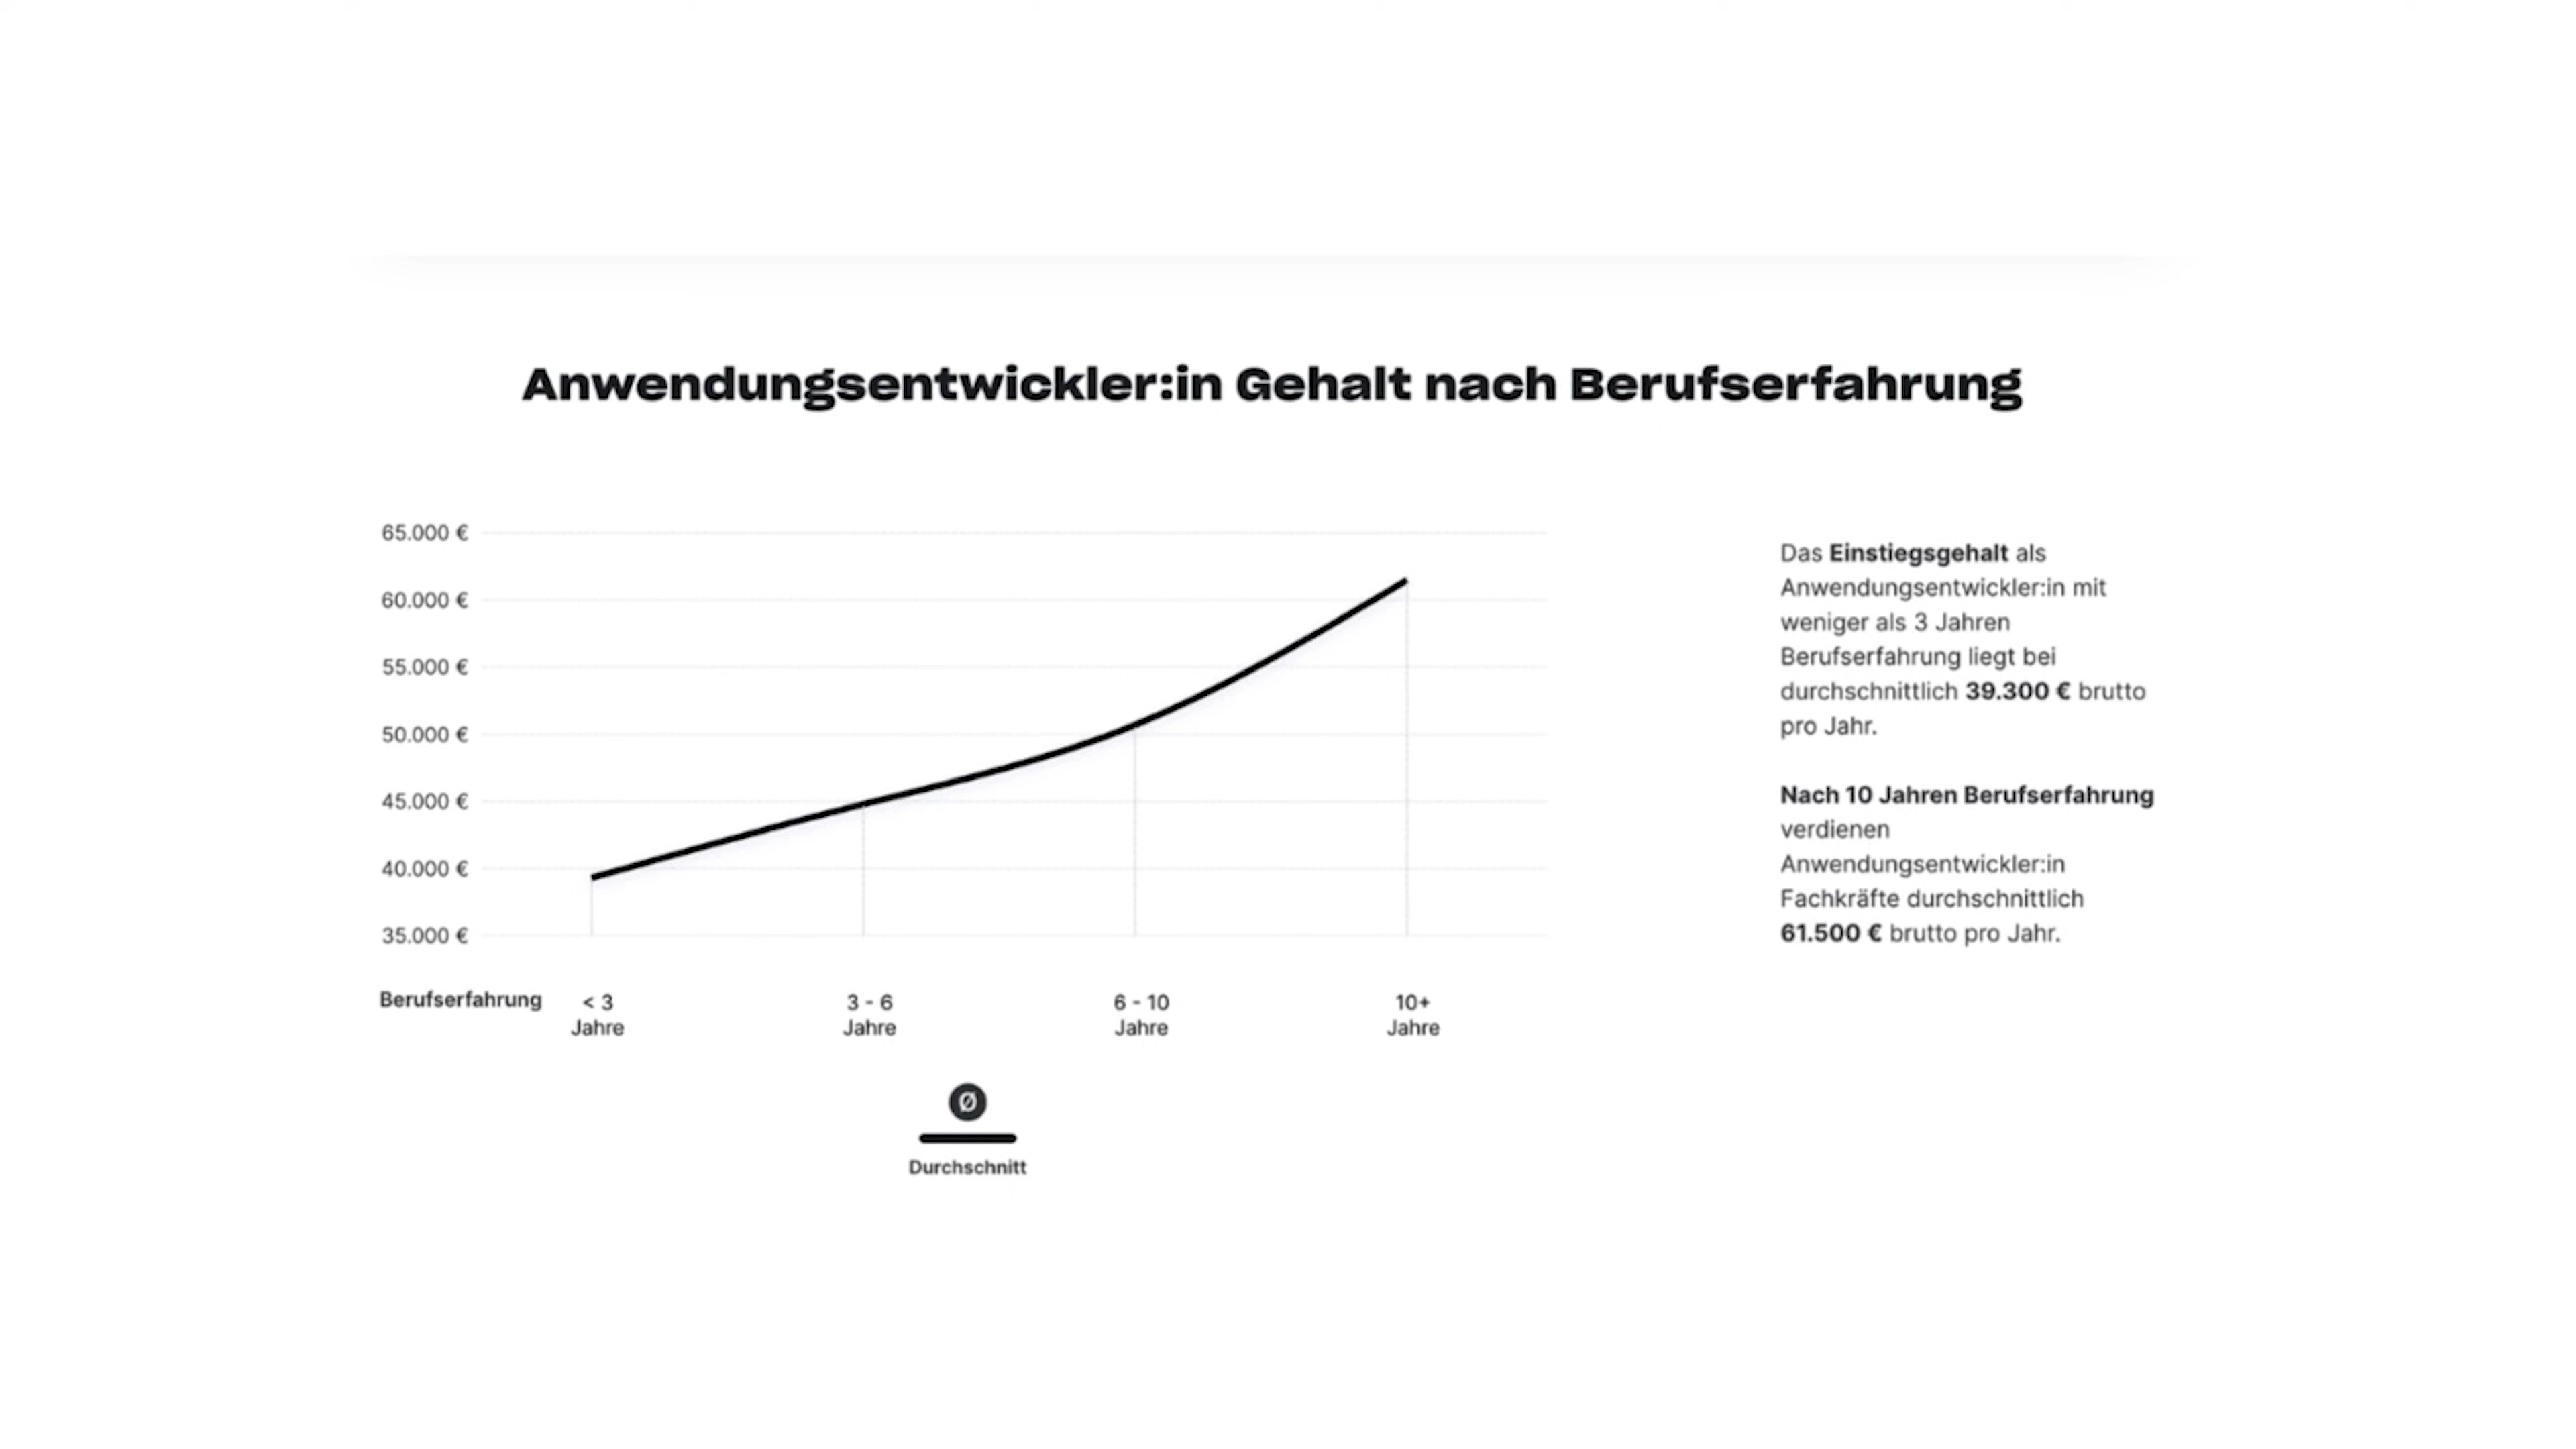 Anwendungsentwickler:in Gehalt nach Berufserfahrung
65.000 €
60.000 €
55.000 €
50.000 €
45.000 €
40.000 €
35.000 €
Berufserfahrung
< 3
Jahre
3 - 6
Jahre
6 - 10
Jahre
10+
Jahre
Ø
Durchschnitt
Das Einstiegsgehalt als
Anwendungsentwickler:in mit
weniger als 3 Jahren
Berufserfahrung liegt bei
durchschnittlich 39.300 € brutto
pro Jahr.
Nach 10 Jahren Berufserfahrung
verdienen
Anwendungsentwickler:in
Fachkräfte durchschnittlich
61.500 € brutto pro Jahr.